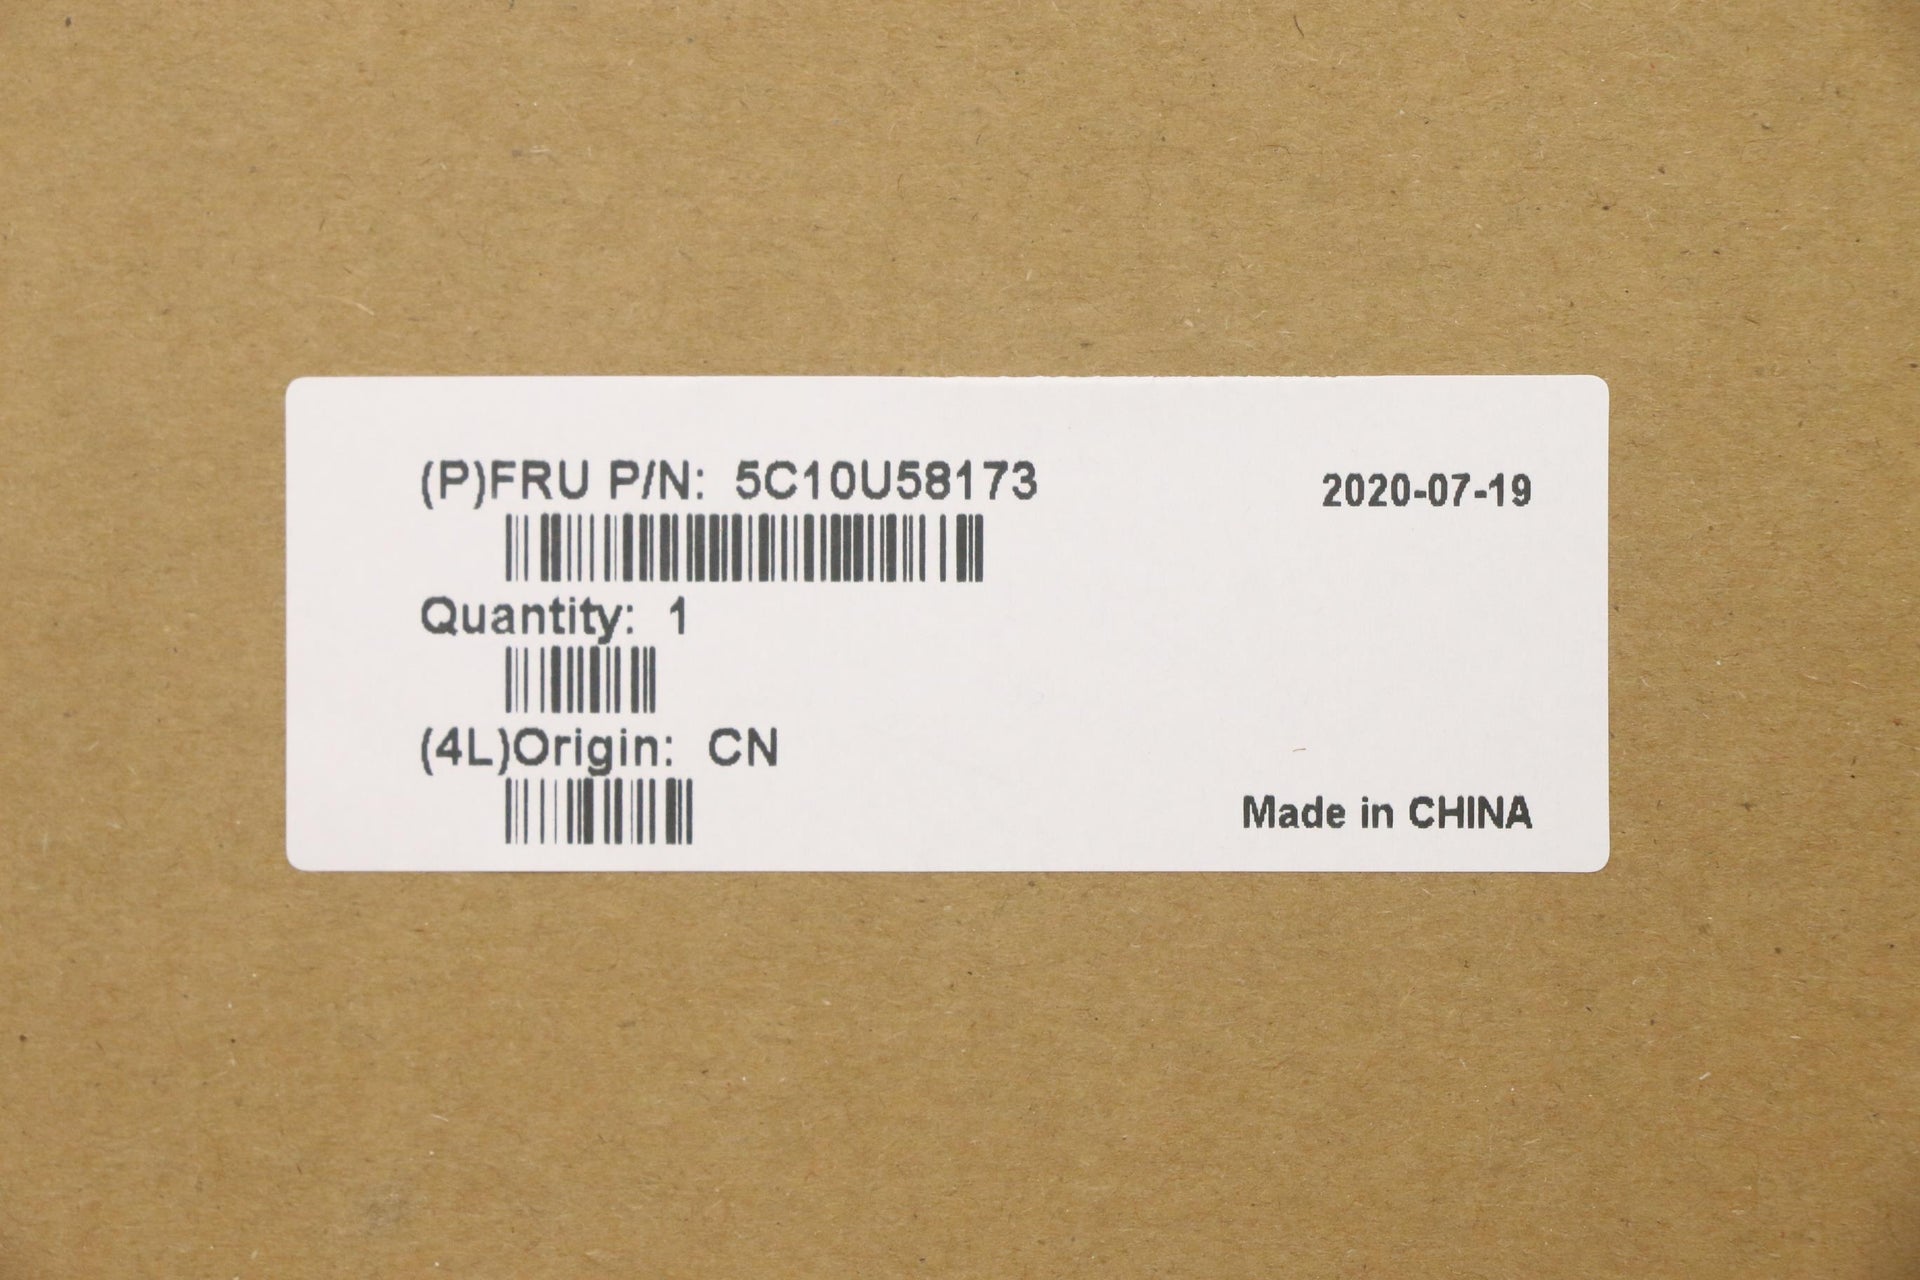 (P)FRU P/N: 5C10U58173
2020-07-19
Quantity: 1
(4L)Origin: CN
Made in CHINA